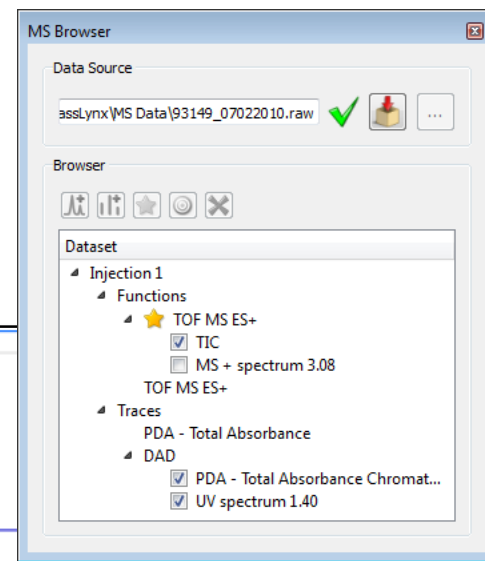 MS Browser
Data Source
assLynx\MS Data\93149_07022010.raw
...
Browser
Dataset
Injection 1
Functions
TOF MS ES+
TIC
MS + spectrum 3.08
TOF MS ES+
Traces
PDA - Total Absorbance
DAD
PDA - Total Absorbance Chromat...
UV spectrum 1.40